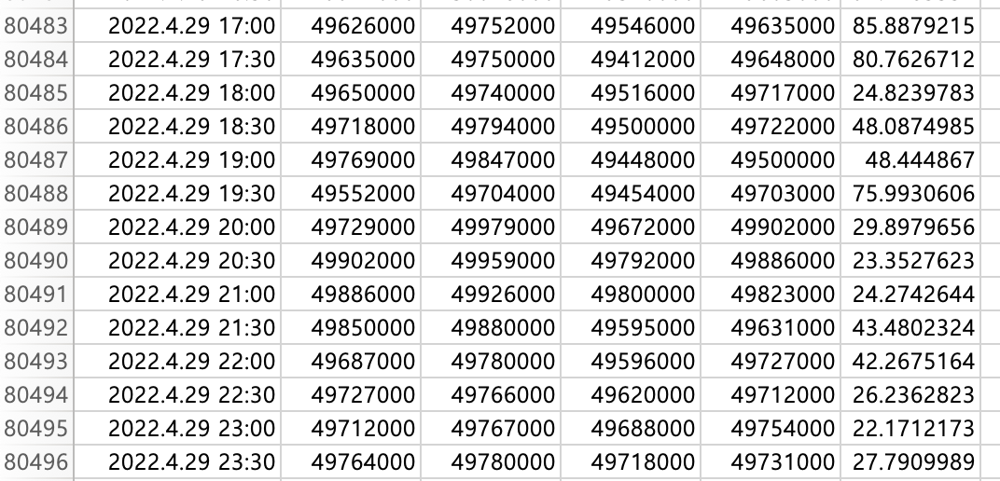 80483 2022.4.29 17:00 49626000 49752000 49546000 49635000 85.8879215
80484 2022.4.29 17:30 49635000 49750000 49412000 49648000 80.7626712
80485 2022.4.29 18:00 49650000 49740000 49516000 49717000 24.8239783
80486 2022.4.29 18:30 49718000 49794000 49500000 49722000 48.0874985
80487 2022.4.29 19:00 49769000 49847000 49448000 49500000 48.444867
80488 2022.4.29 19:30 49552000 49704000 49454000 49703000 75.9930606
80489 2022.4.29 20:00 49729000 49979000 49672000 49902000 29.8979656
80490 2022.4.29 20:30 49902000 49959000 49792000 49886000 23.3527623
80491 2022.4.29 21:00 49886000 49926000 49800000 49823000 24.2742644
80492 2022.4.29 21:30 49850000 49880000 49595000 49631000 43.4802324
80493 2022.4.29 22:00 49687000 49780000 49596000 49727000 42.2675164
80494 2022.4.29 22:30 49727000 49766000 49620000 49712000 26.2362823
80495 2022.4.29 23:00 49712000 49767000 49688000 49754000 22.1712173
80496 2022.4.29 23:30 49764000 49780000 49718000 49731000 27.7909989